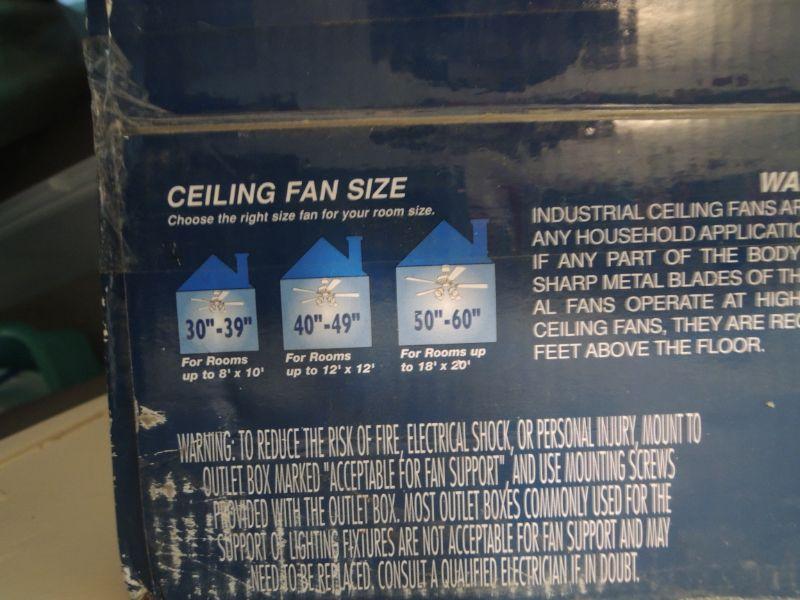 CEILING FAN SIZE
Choose the right size fan for your room size.
30"-39"
For Rooms
up to 8' x 10'
40"-49"
For Rooms
up to 12' x 12'
50"-60"
For Rooms up
to 18' x 20'
WA
INDUSTRIAL CEILING FANS AR
ANY HOUSEHOLD APPLICATIO
IF ANY PART OF THE BODY
SHARP METAL BLADES OF TH
AL FANS OPERATE AT HIGH
CEILING FANS, THEY ARE REC
FEET ABOVE THE FLOOR.
WARNING: TO REDUCE THE RISK OF FIRE, ELECTRICAL SHOCK, OR PERSONAL INJURY, MOUNT TO
OUTLET BOX MARKED "ACCEPTABLE FOR FAN SUPPORT", AND USE MOUNTING SCREWS
PROVIDED WITH THE OUTLET BOX. MOST OUTLET BOXES COMMONLY USED FOR THE
SUPPORT OF LIGHTING FIXTURES ARE NOT ACCEPTABLE FOR FAN SUPPORT AND MAY
NEED TO BE REPLACED. CONSULT A QUALIFIED ELECTRICIAN IF IN DOUBT.